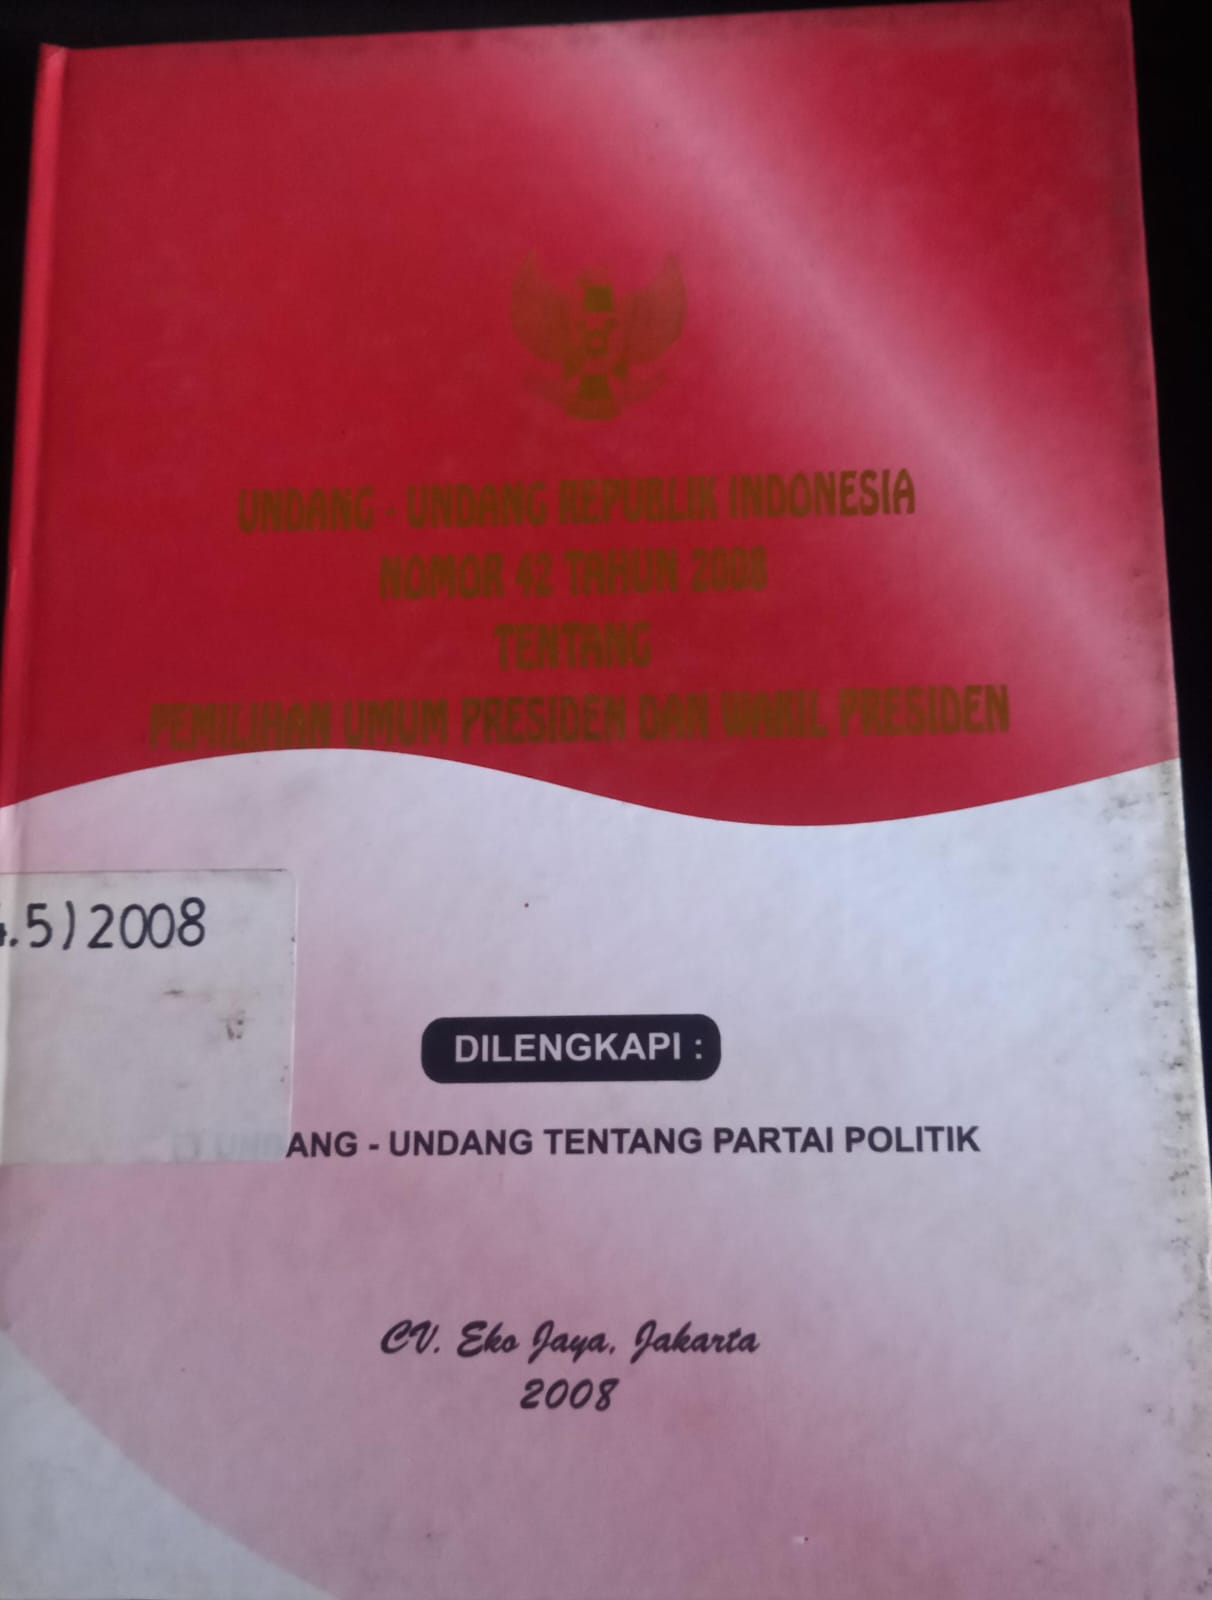 UNDANG - UNDANG REPUBLIK INDONESIA
NOMOR 42 TAHUN 2008
TENTANG
PEMILIHAN UMUM PRESIDEN DAN WAKIL PRESIDEN
.5)2008
DILENGKAPI :
UNDANG - UNDANG TENTANG PARTAI POLITIK
CV. Eko Jaya, Jakarta
2008